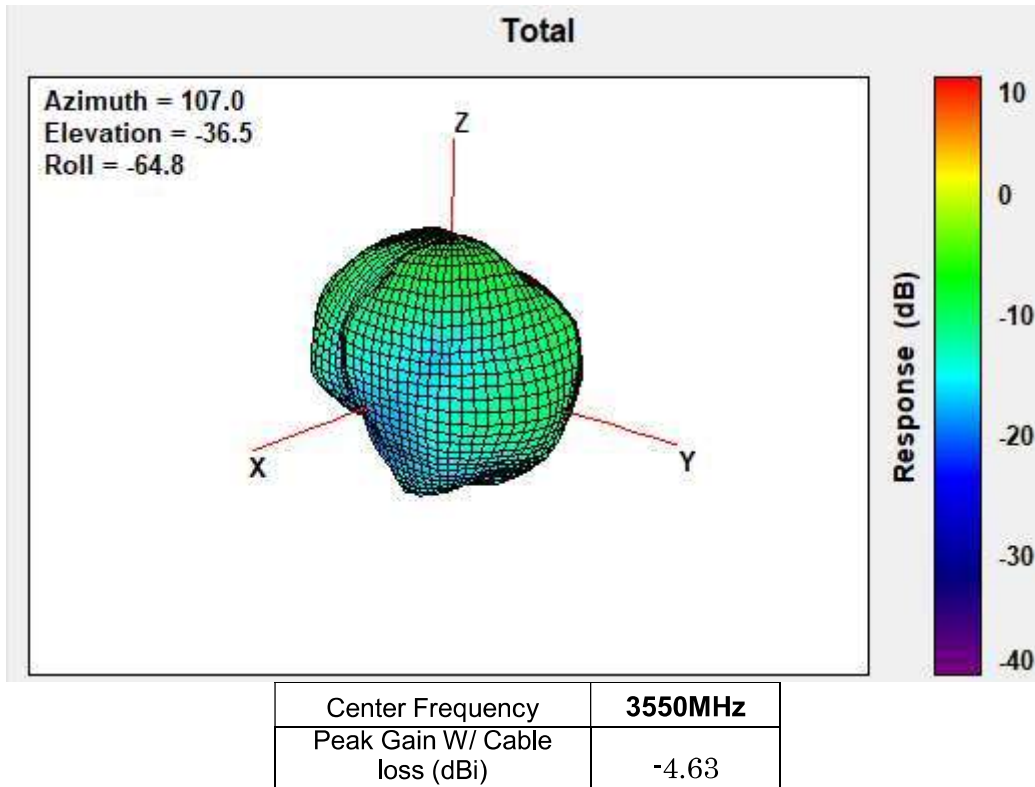 Total
Azimuth = 107.0
Elevation = -36.5
Roll = -64.8
Z
X
Y
10
0
-10
-20
-30
-40
Response (dB)
Center Frequency 3550MHz
Peak Gain W/ Cable
loss (dBi) -4.63